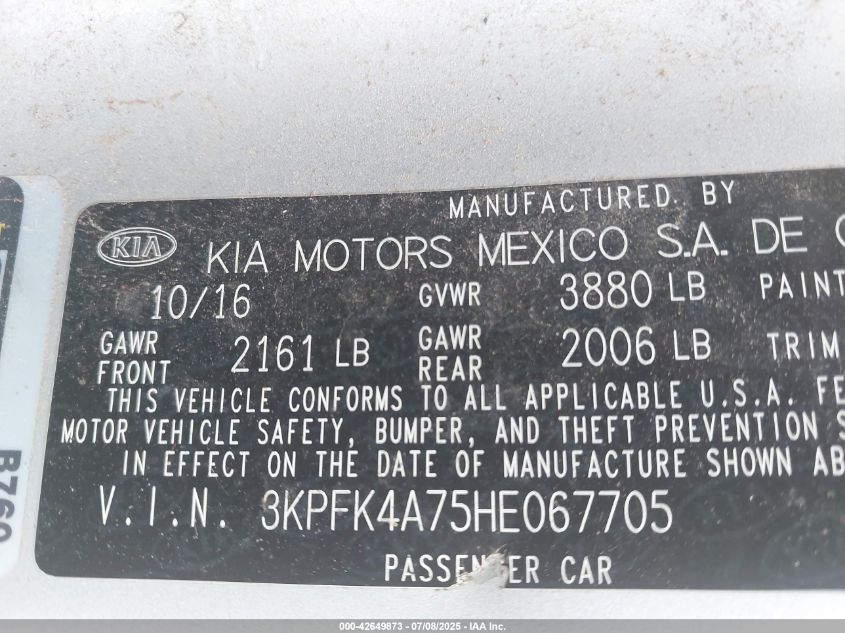 MANUFACTURED. BY
KIA KIA MOTORS MEXICO S.A. DE
10/16 GVWR 3880 LB PAINT
GAWR FRONT 2161 LB GAWR REAR 2006 LB TRIM
THIS VEHICLE CONFORMS TO ALL APPLICABLE U.S.A. FE
MOTOR VEHICLE SAFETY, BUMPER, AND THEFT PREVENTION S
IN EFFECT ON THE DATE OF MANUFACTURE SHOWN AB
V.I.N. 3KPFK4A75HE067705
PASSENGER CAR
B760
000-42649873 / 07/08/2025 - IAA Inc.